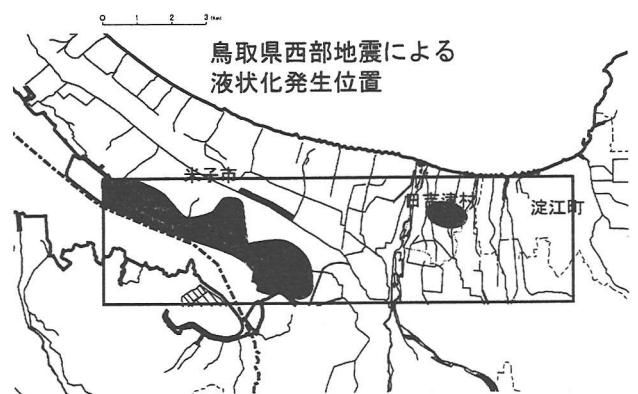 0 1 2 3 (km)
鳥取県西部地震による
液状化発生位置
米子市
日吉津村
淀江町